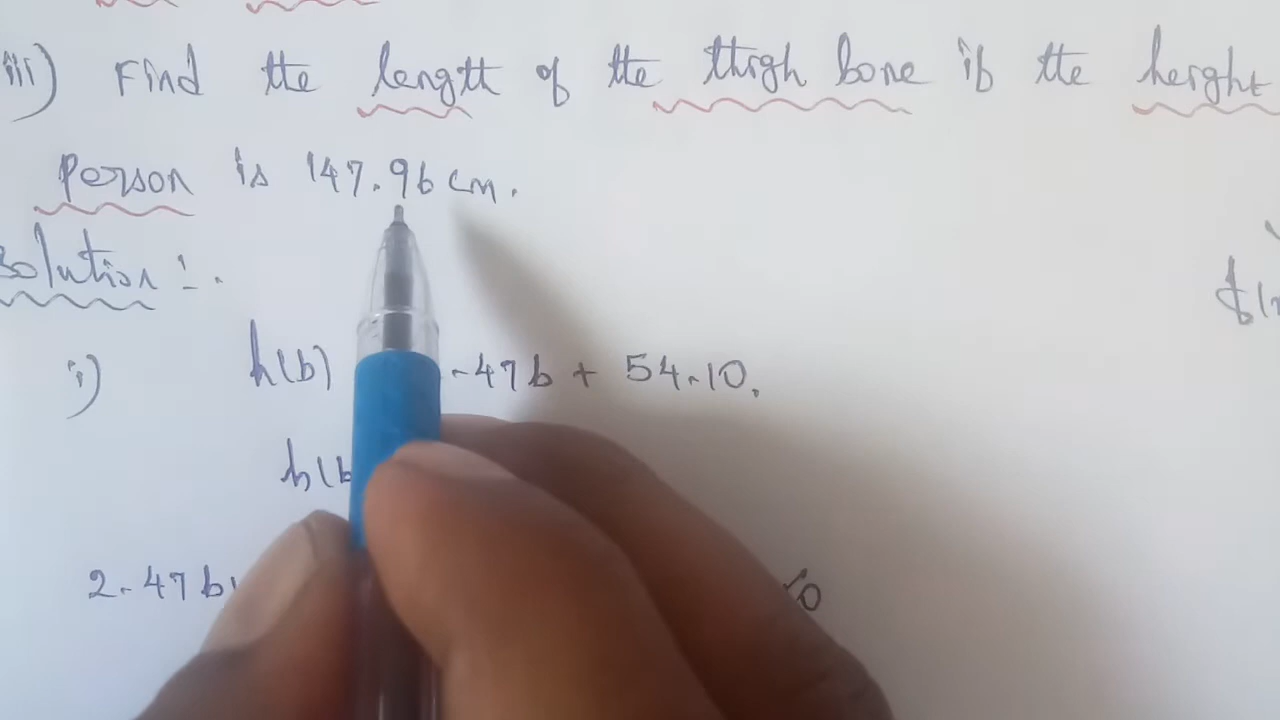 iii) Find the length of the thigh bone if the height
person is 147.96 cm.
Solution :-
i) h(b) .47b + 54.10.
h(b
2.47b